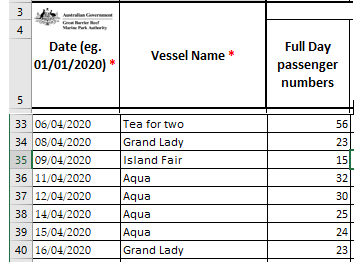 3
Australian Government
Great Barrier Reef
Marine Park Authority
4
Date (eg. 01/01/2020) *
Vessel Name *
Full Day passenger numbers
5
33 06/04/2020 Tea for two 56
34 08/04/2020 Grand Lady 23
35 09/04/2020 Island Fair 15
36 11/04/2020 Aqua 32
37 12/04/2020 Aqua 30
38 14/04/2020 Aqua 25
39 15/04/2020 Aqua 24
40 16/04/2020 Grand Lady 23